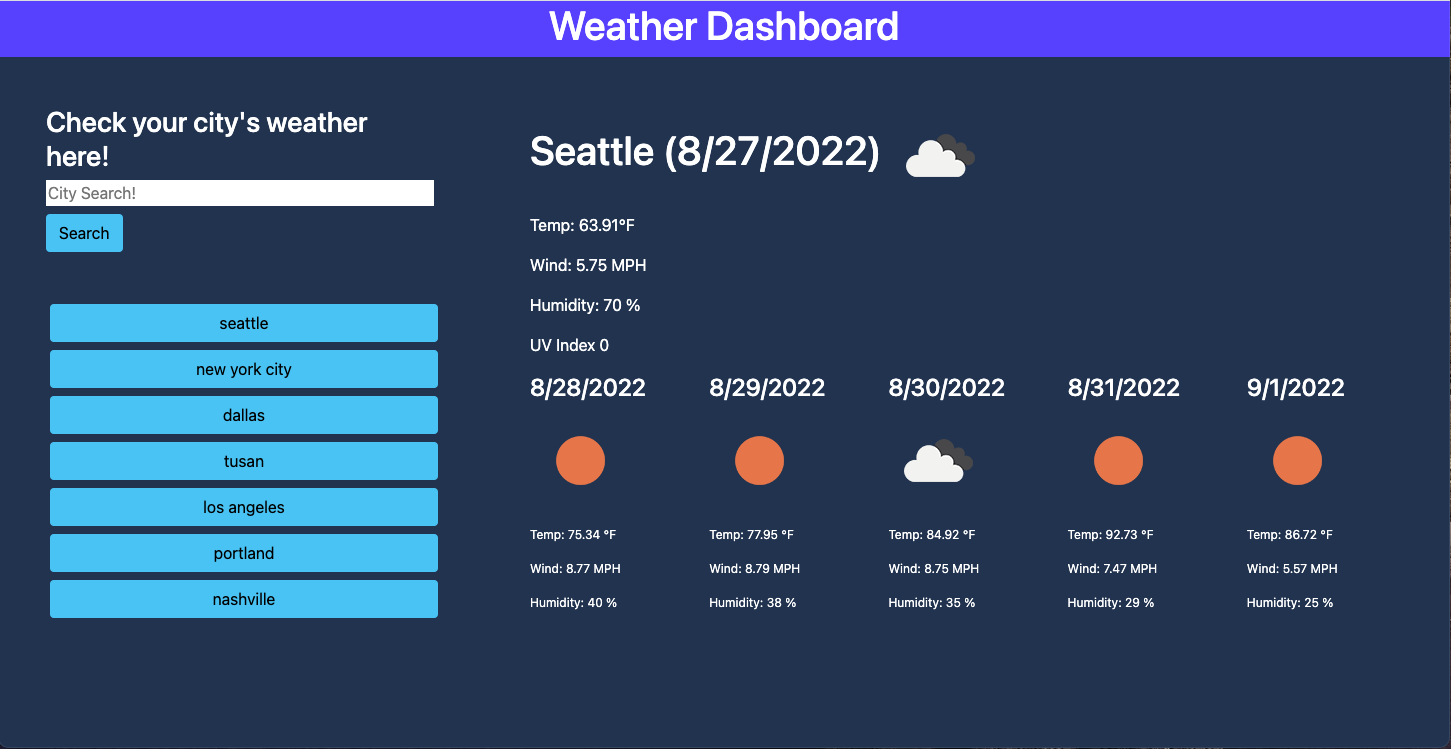 Weather Dashboard
Check your city's weather
here!
City Search!
Search
seattle
new york city
dallas
tusan
los angeles
portland
nashville
Seattle (8/27/2022)
Temp: 63.91°F
Wind: 5.75 MPH
Humidity: 70 %
UV Index 0
8/28/2022
Temp: 75.34 °F
Wind: 8.77 MPH
Humidity: 40 %
8/29/2022
Temp: 77.95 °F
Wind: 8.79 MPH
Humidity: 38 %
8/30/2022
Temp: 84.92 °F
Wind: 8.75 MPH
Humidity: 35 %
8/31/2022
Temp: 92.73 °F
Wind: 7.47 MPH
Humidity: 29 %
9/1/2022
Temp: 86.72 °F
Wind: 5.57 MPH
Humidity: 25 %